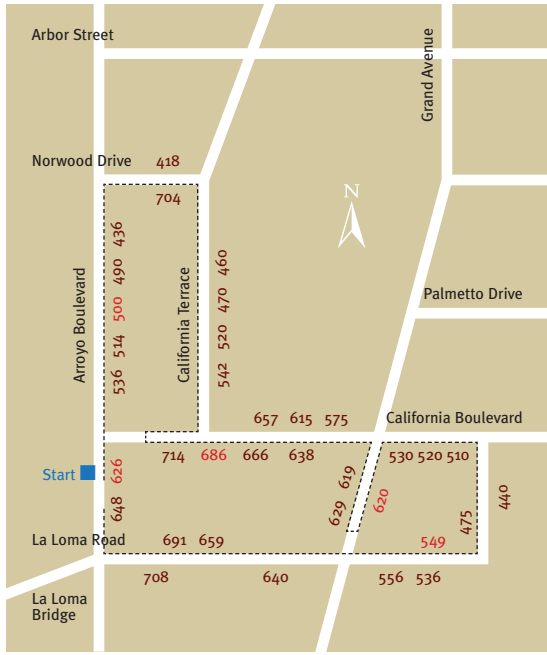 Arbor Street
Grand Avenue
Norwood Drive
418
704
436
490
500
514
536
Arroyo Boulevard
California Terrace
460
470
520
542
N
Palmetto Drive
657 615 575
California Boulevard
714 686 666 638
530 520 510
619
629
620
475
440
Start
626
648
La Loma Road
691 659
549
708
640
556 536
La Loma
Bridge